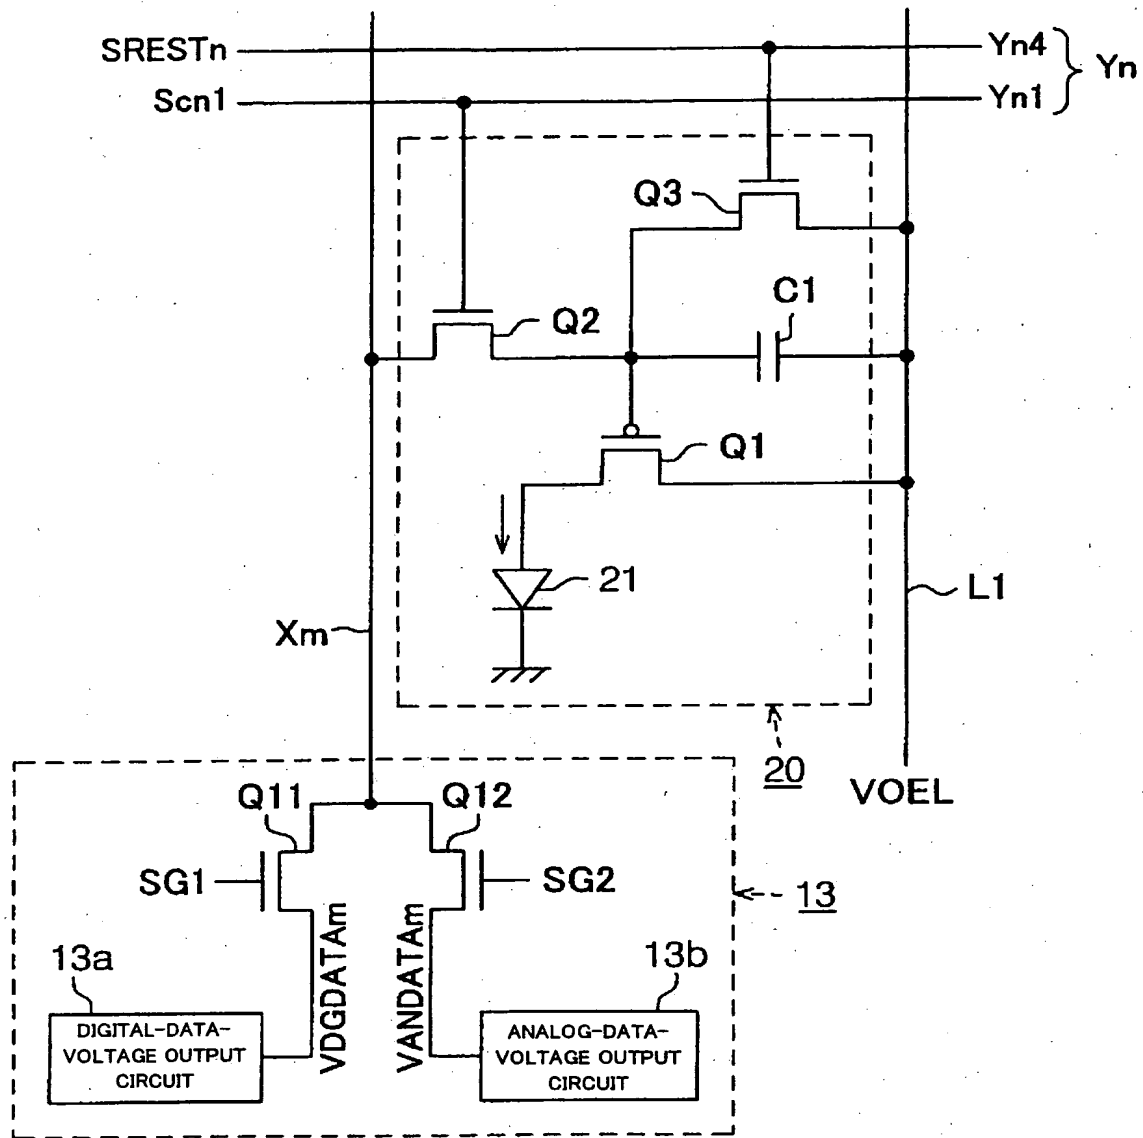 SRESTn
Yn4
Yn
Scn1
Yn1
Q3
C1
Q2
Q1
21
L1
Xm
20
VOEL
Q11
Q12
SG1
SG2
13
VDGDATAm
VANDATAm
13a
13b
DIGITAL-DATA-
VOLTAGE OUTPUT
CIRCUIT
ANALOG-DATA-
VOLTAGE OUTPUT
CIRCUIT